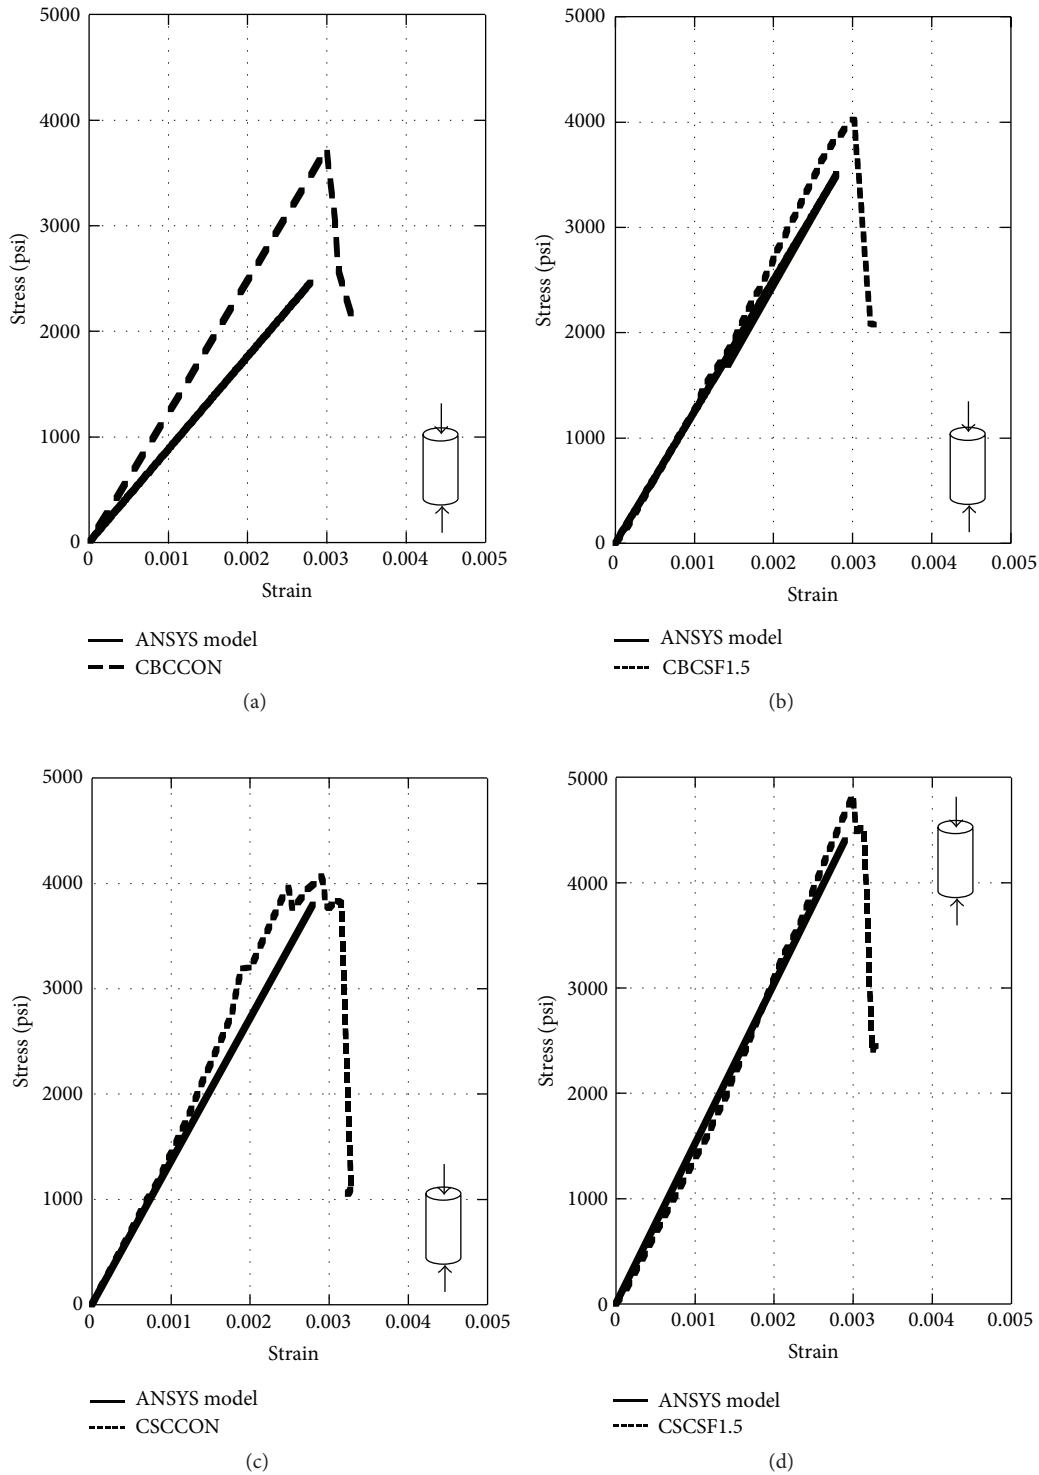 5000
4000
3000
2000
1000
0
Stress (psi)
0 0.001 0.002 0.003 0.004 0.005
Strain
ANSYS model
CBCCON
(a)
5000
4000
3000
2000
1000
0
Stress (psi)
0 0.001 0.002 0.003 0.004 0.005
Strain
ANSYS model
CBCSF1.5
(b)
5000
4000
3000
2000
1000
0
Stress (psi)
0 0.001 0.002 0.003 0.004 0.005
Strain
ANSYS model
CSCCON
(c)
5000
4000
3000
2000
1000
0
Stress (psi)
0 0.001 0.002 0.003 0.004 0.005
Strain
ANSYS model
CSCSF1.5
(d)